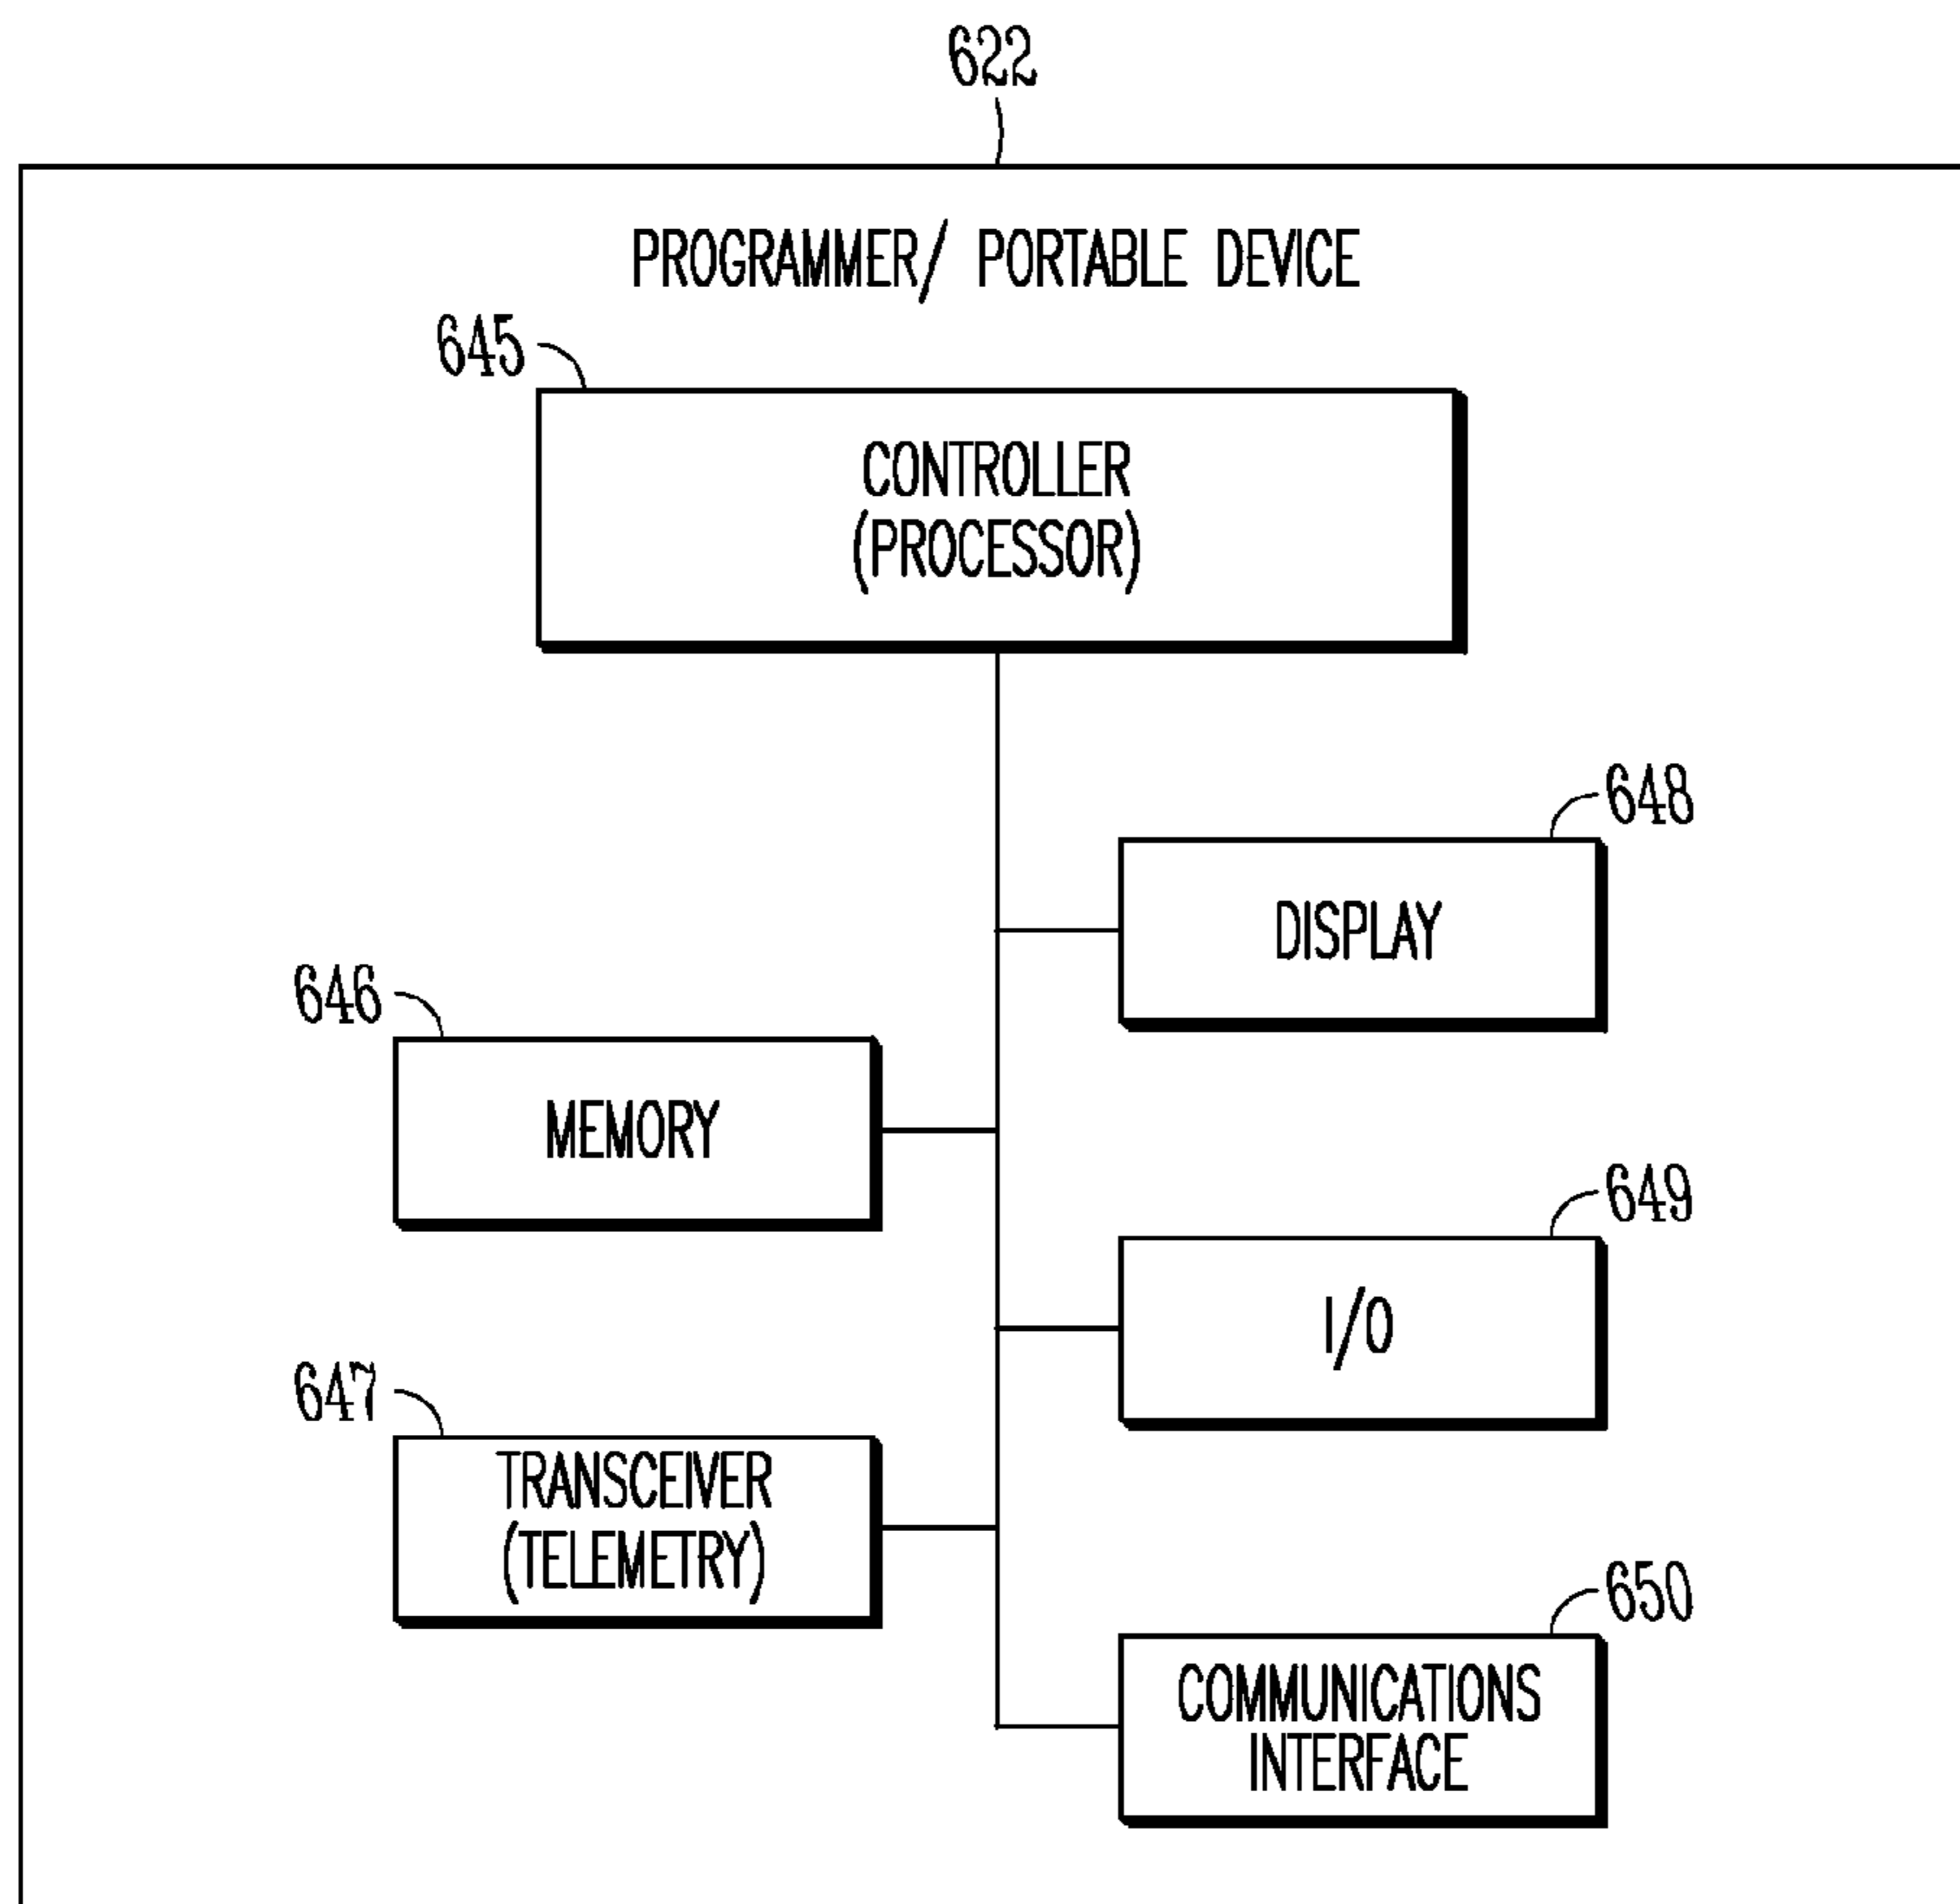 622
PROGRAMMER/ PORTABLE DEVICE
645
CONTROLLER
(PROCESSOR)
648
DISPLAY
646
MEMORY
649
I/O
647
TRANSCEIVER
(TELEMETRY)
650
COMMUNICATIONS
INTERFACE